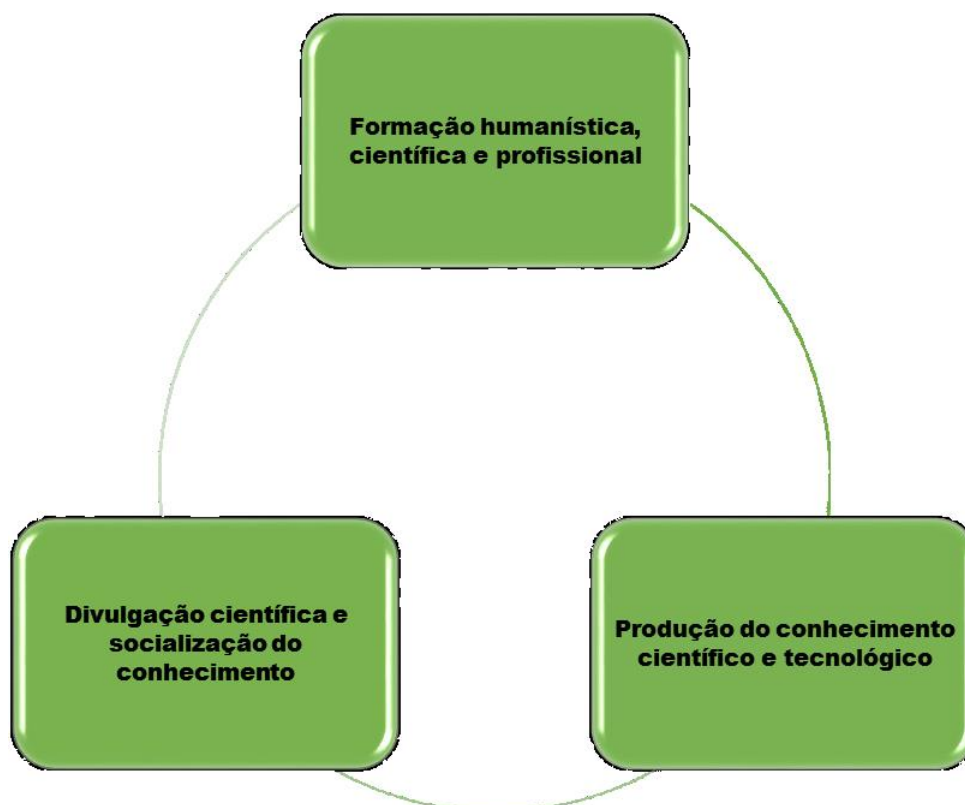 Formação humanística,
científica e profissional
Divulgação científica e
socialização do
conhecimento
Produção do conhecimento
científico e tecnológico